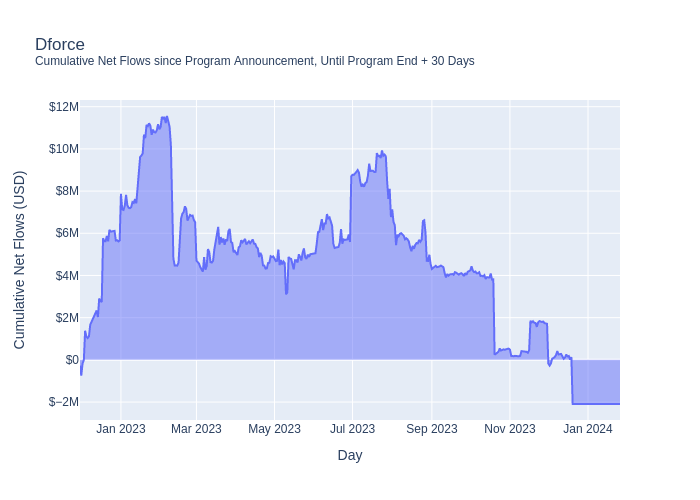 Dforce
Cumulative Net Flows since Program Announcement, Until Program End + 30 Days
Cumulative Net Flows (USD)
$12M
$10M
$8M
$6M
$4M
$2M
$0
$−2M
Jan 2023 Mar 2023 May 2023 Jul 2023 Sep 2023 Nov 2023 Jan 2024
Day